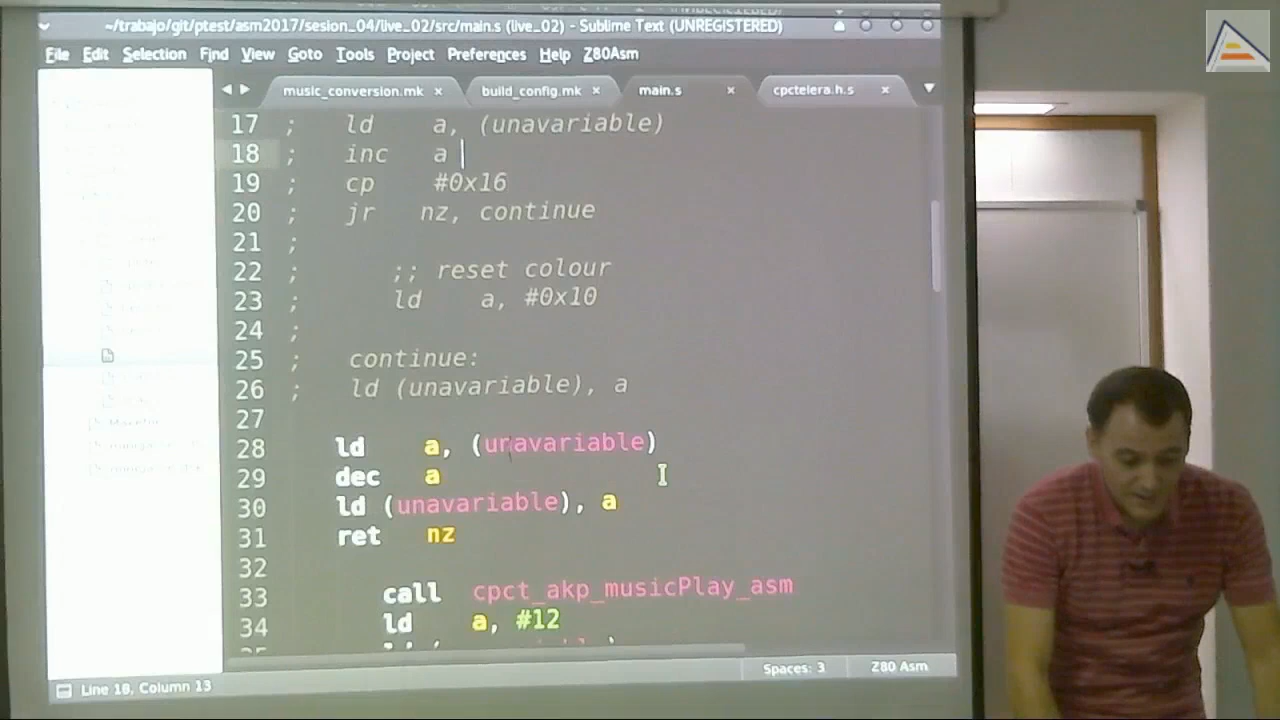 ~/trabajo/git/ptest/asm2017/sesion_04/live_02/src/main.s (live_02) - Sublime Text (UNREGISTERED)
File Edit Selection Find View Goto Tools Project Preferences Help Z80Asm
music_conversion.mk × build_config.mk × main.s × cpctelera.h.s ×
17 ; ld a, (unavariable)
18 ; inc a
19 ; cp #0x16
20 ; jr nz, continue
21 ;
22 ; ;; reset colour
23 ; ld a, #0x10
24 ;
25 ; continue:
26 ; ld (unavariable), a
27
28 ld a, (unavariable)
29 dec a
30 ld (unavariable), a
31 ret nz
32
33 call cpct_akp_musicPlay_asm
34 ld a, #12
Line 18, Column 13 Spaces: 3 Z80 Asm